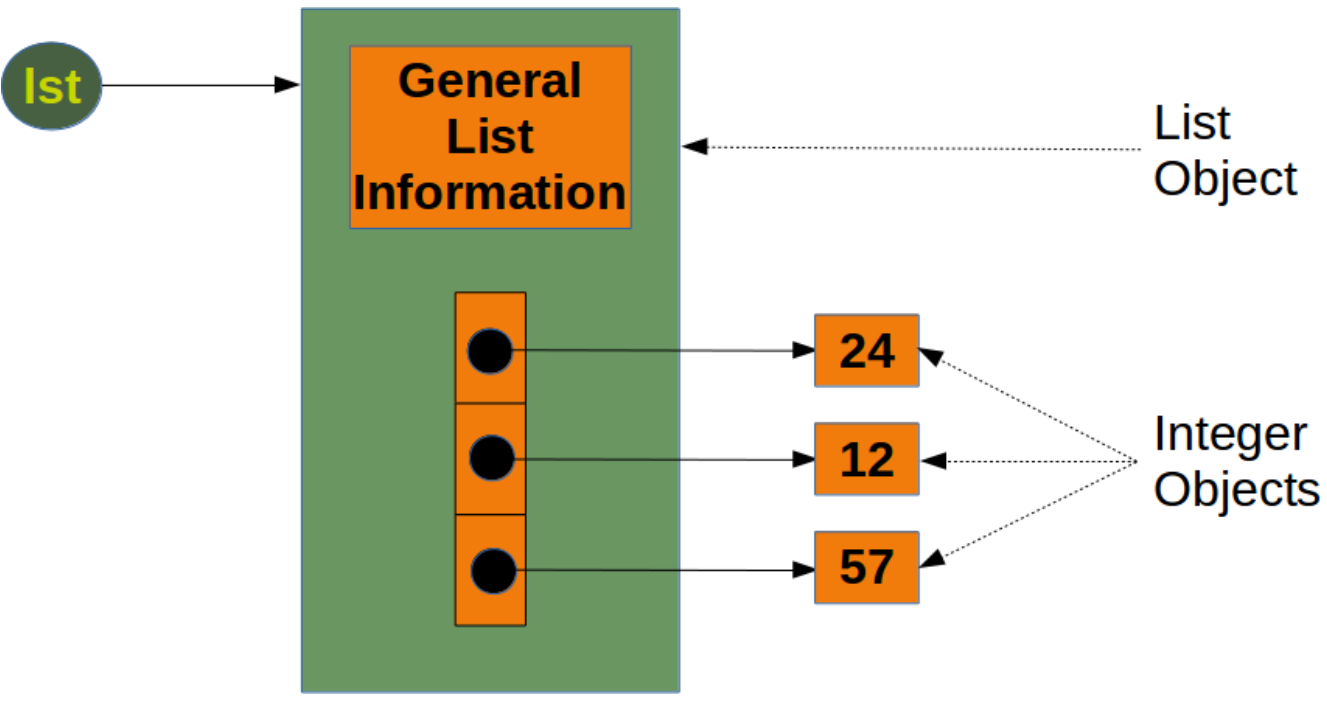 lst
General
List
Information
List
Object
24
12
57
Integer
Objects